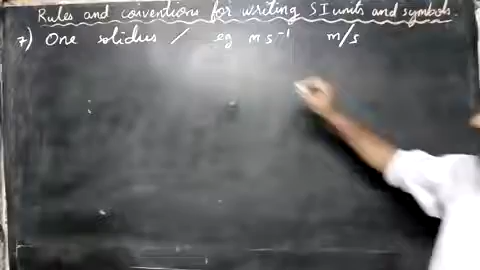 Rules and conventions for writing SI units and symbols.
7) One solidus / eg m s⁻¹ m/s